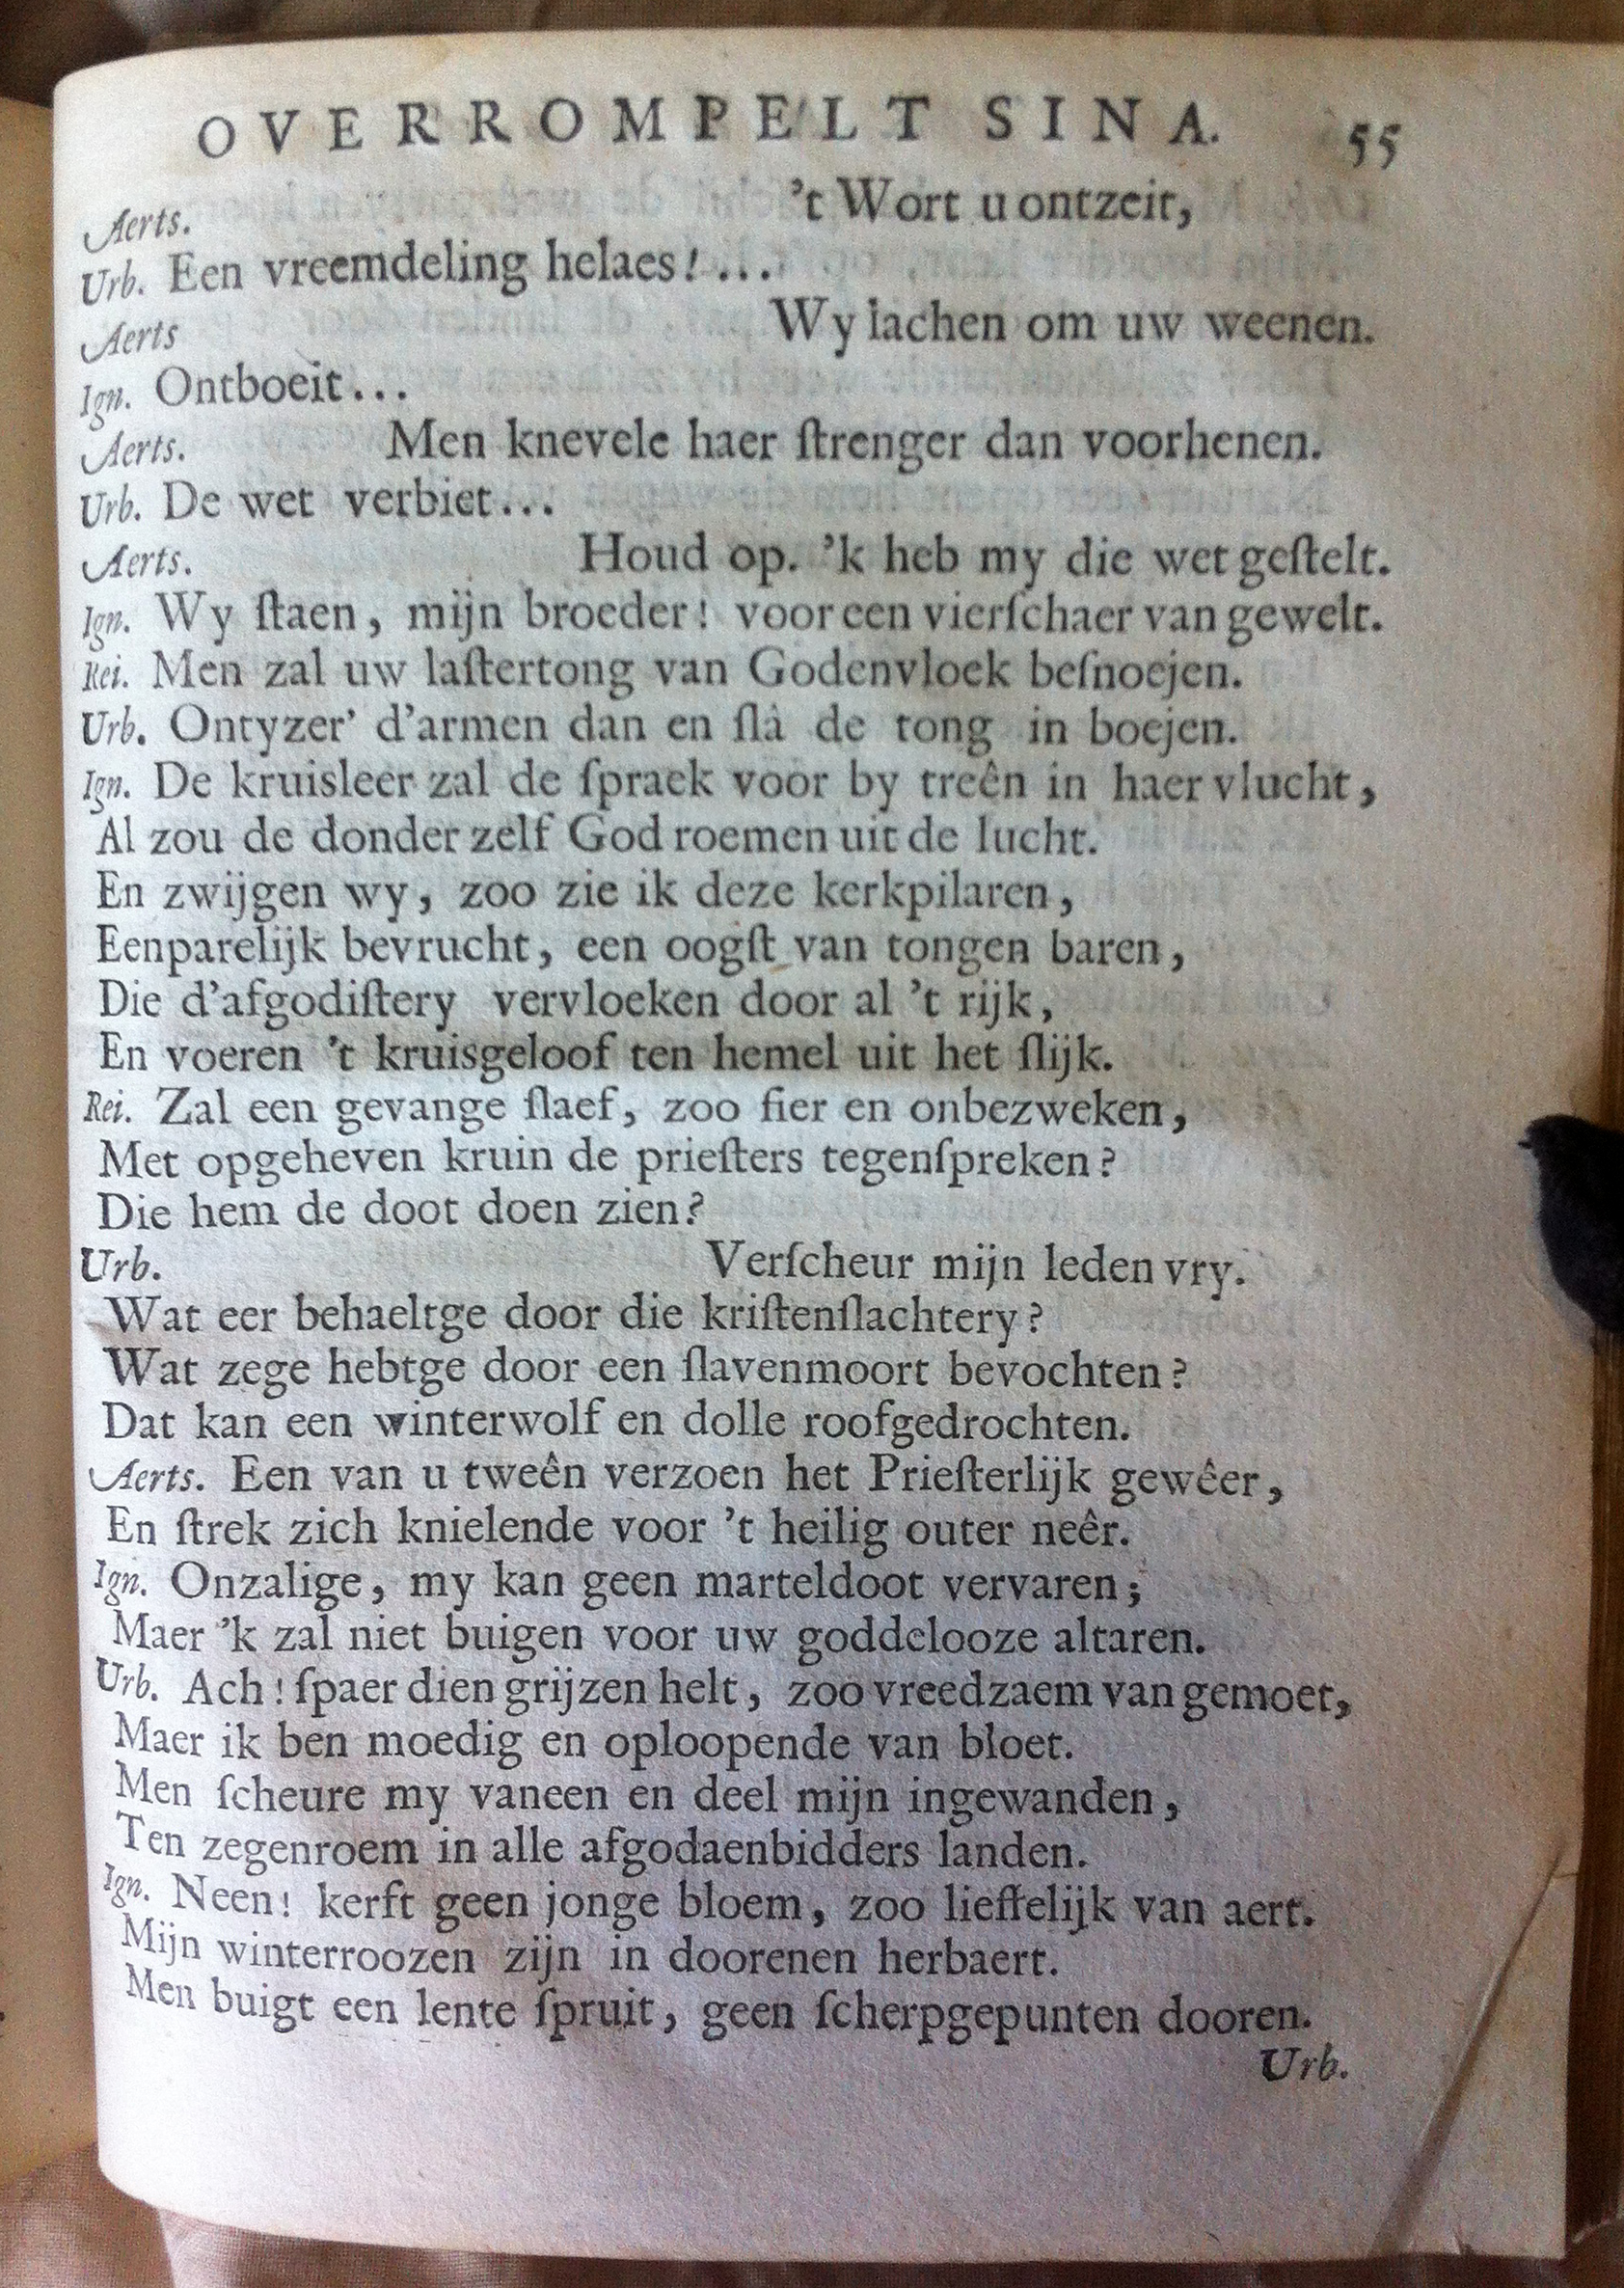 OVERROMPELT SINA. 55
Aerts. 't Wort u ontzeit,
Urb. Een vreemdeling helaes! ...
Aerts Wy lachen om uw weenen.
Ign. Ontboeit...
Aerts. Men knevele haer ſtrenger dan voorhenen.
Urb. De wet verbiet...
Aerts. Houd op. 'k heb my die wet geſtelt.
Ign. Wy ſtaen, mijn broeder! voor een vierſchaer van gewelt.
Rei. Men zal uw laſtertong van Godenvloek beſnoejen.
Urb. Ontyzer' d'armen dan en ſlà de tong in boejen.
Ign. De kruisleer zal de ſpraek voor by treên in haer vlucht,
Al zou de donder zelf God roemen uit de lucht.
En zwijgen wy, zoo zie ik deze kerkpilaren,
Eenparelijk bevrucht, een oogſt van tongen baren,
Die d'afgodiſtery vervloeken door al 't rijk,
En voeren 't kruisgeloof ten hemel uit het ſlijk.
Rei. Zal een gevange ſlaef, zoo fier en onbezweken,
Met opgeheven kruin de prieſters tegenſpreken?
Die hem de doot doen zien?
Urb. Verſcheur mijn leden vry.
Wat eer behaeltge door die kriſtenſlachtery?
Wat zege hebtge door een ſlavenmoort bevochten?
Dat kan een winterwolf en dolle roofgedrochten.
Aerts. Een van u tweên verzoen het Prieſterlijk gewêer,
En ſtrek zich knielende voor 't heilig outer neêr.
Ign. Onzalige, my kan geen marteldoot vervaren;
Maer 'k zal niet buigen voor uw goddelooze altaren.
Urb. Ach! ſpaer dien grijzen helt, zoo vreedzaem van gemoet,
Maer ik ben moedig en oploopende van bloet.
Men ſcheure my vaneen en deel mijn ingewanden,
Ten zegenroem in alle afgodaenbidders landen.
Ign. Neen! kerft geen jonge bloem, zoo lieffelijk van aert.
Mijn winterroozen zijn in doorenen herbaert.
Men buigt een lente ſpruit, geen ſcherpgepunten dooren.
Urb.